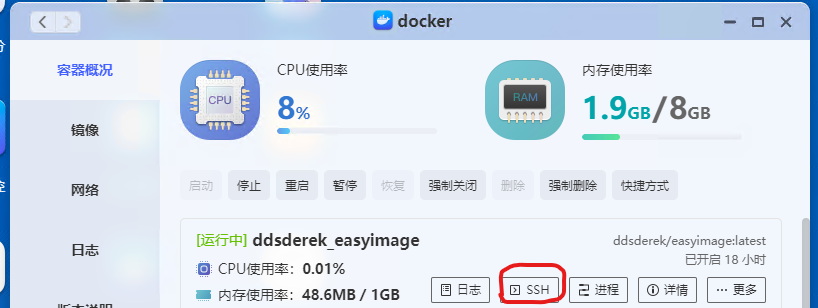 docker
容器概况
镜像
网络
日志
CPU使用率
CPU
8%
内存使用率
RAM
1.9GB/8GB
启动 停止 重启 暂停 恢复 强制关闭 删除 强制删除 快捷方式
[运行中] ddsderek_easyimage
ddsderek/easyimage:latest
已开启 18 小时
CPU使用率: 0.01%
内存使用率: 48.6MB / 1GB
日志 SSH 进程 详情 ... 更多